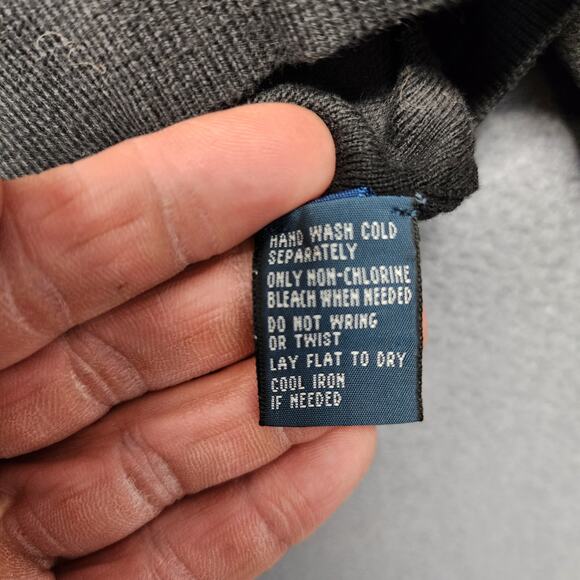 HAND WASH COLD
SEPARATELY
ONLY NON-CHLORINE
BLEACH WHEN NEEDED
DO NOT WRING
OR TWIST
LAY FLAT TO DRY
COOL IRON
IF NEEDED